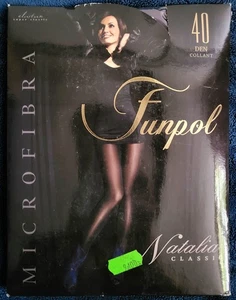 40
DEN
COLLANT
MICROFIBRA
Funpol
Natalia
CLASSIC